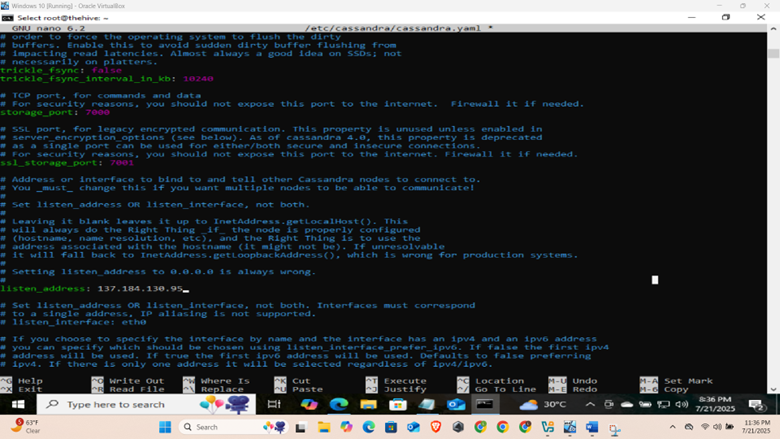 Windows 10 [Running] - Oracle VirtualBox
Select root@thehive: ~
GNU nano 6.2 /etc/cassandra/cassandra.yaml *
# order to force the operating system to flush the dirty
# buffers. Enable this to avoid sudden dirty buffer flushing from
# impacting read latencies. Almost always a good idea on SSDs; not
# necessarily on platters.
trickle_fsync: false
trickle_fsync_interval_in_kb: 10240
# TCP port, for commands and data
# For security reasons, you should not expose this port to the internet.  Firewall it if needed.
storage_port: 7000
# SSL port, for legacy encrypted communication. This property is unused unless enabled in
# server_encryption_options (see below). As of cassandra 4.0, this property is deprecated
# as a single port can be used for either/both secure and insecure connections.
# For security reasons, you should not expose this port to the internet. Firewall it if needed.
ssl_storage_port: 7001
# Address or interface to bind to and tell other Cassandra nodes to connect to.
# You _must_ change this if you want multiple nodes to be able to communicate!
#
# Set listen_address OR listen_interface, not both.
#
# Leaving it blank leaves it up to InetAddress.getLocalHost(). This
# will always do the Right Thing _if_ the node is properly configured
# (hostname, name resolution, etc), and the Right Thing is to use the
# address associated with the hostname (it might not be). If unresolvable
# it will fall back to InetAddress.getLoopbackAddress(), which is wrong for production systems.
#
# Setting listen_address to 0.0.0.0 is always wrong.
#
listen_address: 137.184.130.95
# Set listen_address OR listen_interface, not both. Interfaces must correspond
# to a single address, IP aliasing is not supported.
# listen_interface: eth0
# If you choose to specify the interface by name and the interface has an ipv4 and an ipv6 address
# you can specify which should be chosen using listen_interface_prefer_ipv6. If false the first ipv4
# address will be used. If true the first ipv6 address will be used. Defaults to false preferring
# ipv4. If there is only one address it will be selected regardless of ipv4/ipv6.
^G Help ^O Write Out ^W Where Is ^K Cut ^T Execute ^C Location M-U Undo M-A Set Mark
^X Exit ^R Read File ^\ Replace ^U Paste ^J Justify ^/ Go To Line M-E Redo M-6 Copy
Type here to search 30°C 8:36 PM
7/21/2025
63°F
Clear Search 11:36 PM
7/21/2025